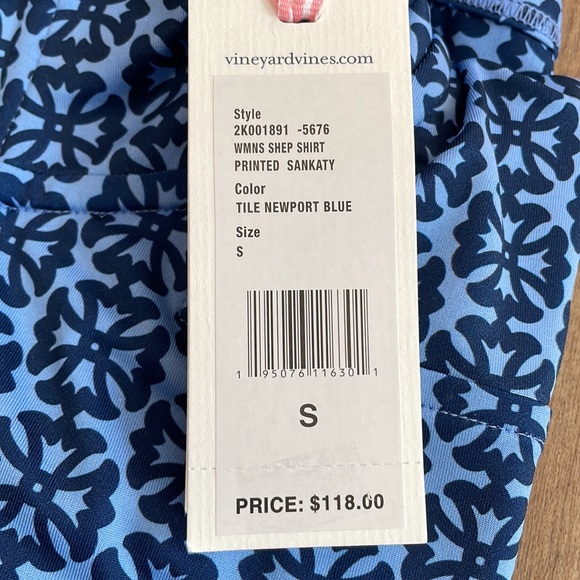 vineyardvines.com
Style
2K001891 -5676
WMNS SHEP SHIRT
PRINTED SANKATY
Color
TILE NEWPORT BLUE
Size
S
1 95076 11630 1
S
PRICE: $118.00